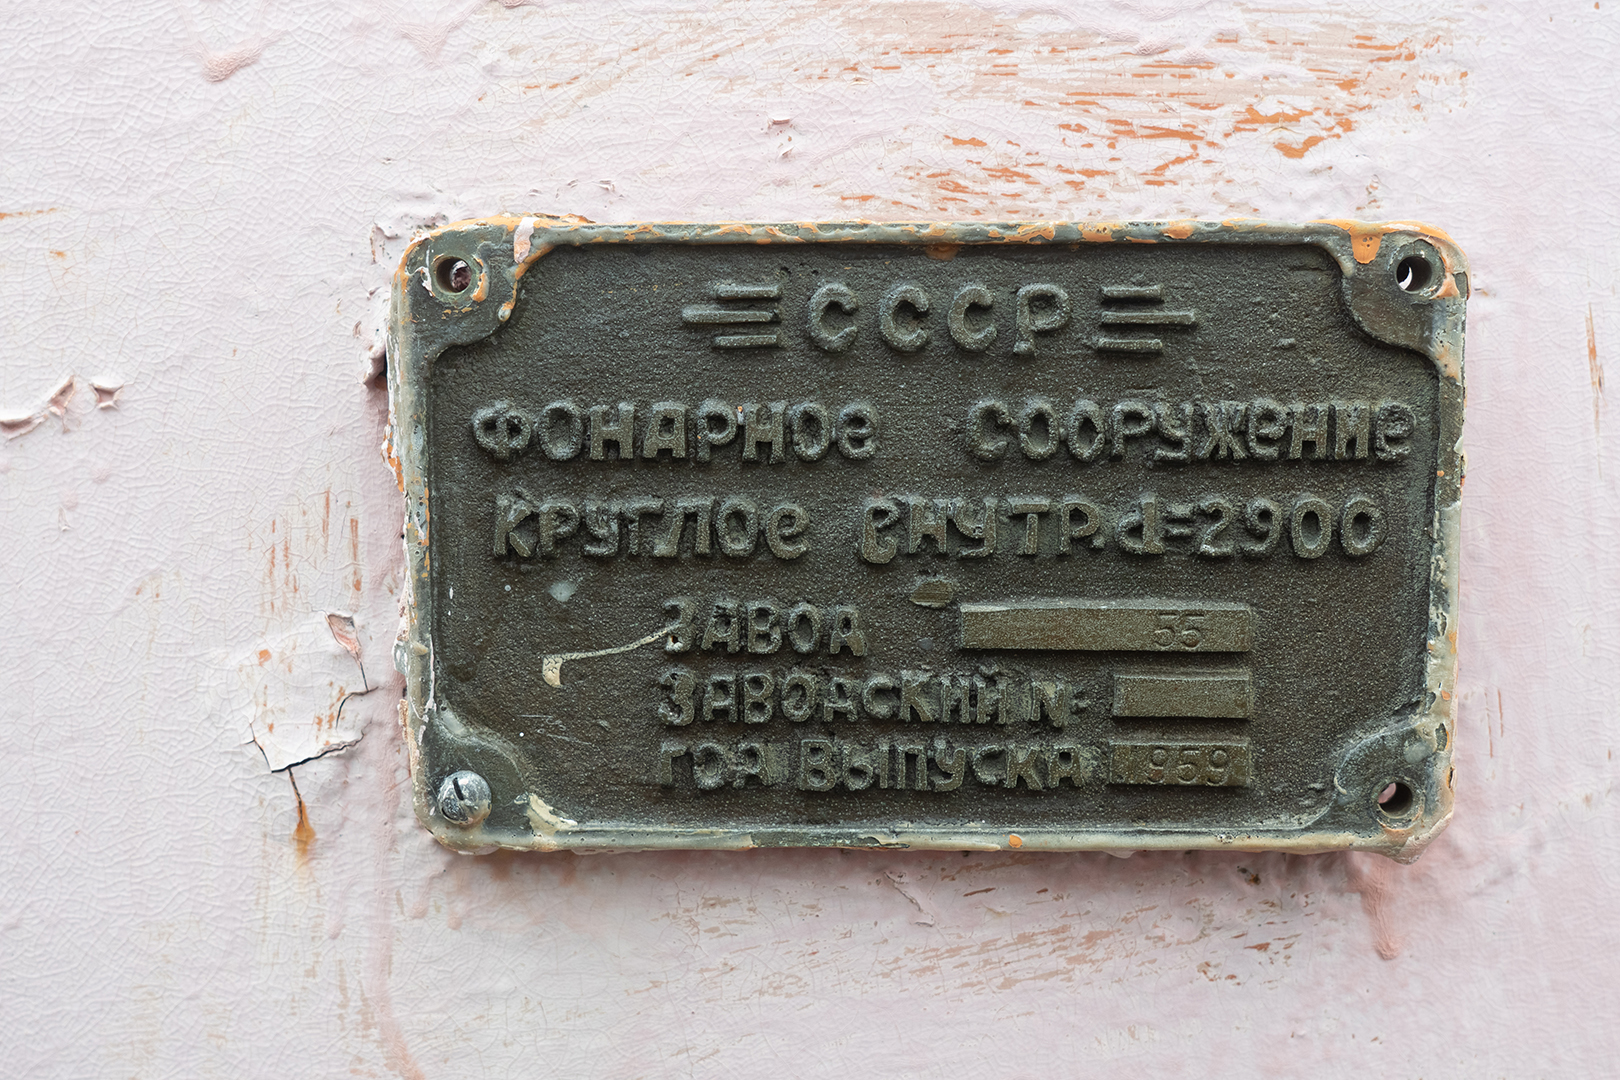 СССР
ФОНАРНОЕ СООРУЖЕНИЕ
КРУГЛОЕ ВНУТР. d=2900
ЗАВОД 55
ЗАВОДСКИЙ №
ГОД ВЫПУСКА 1959